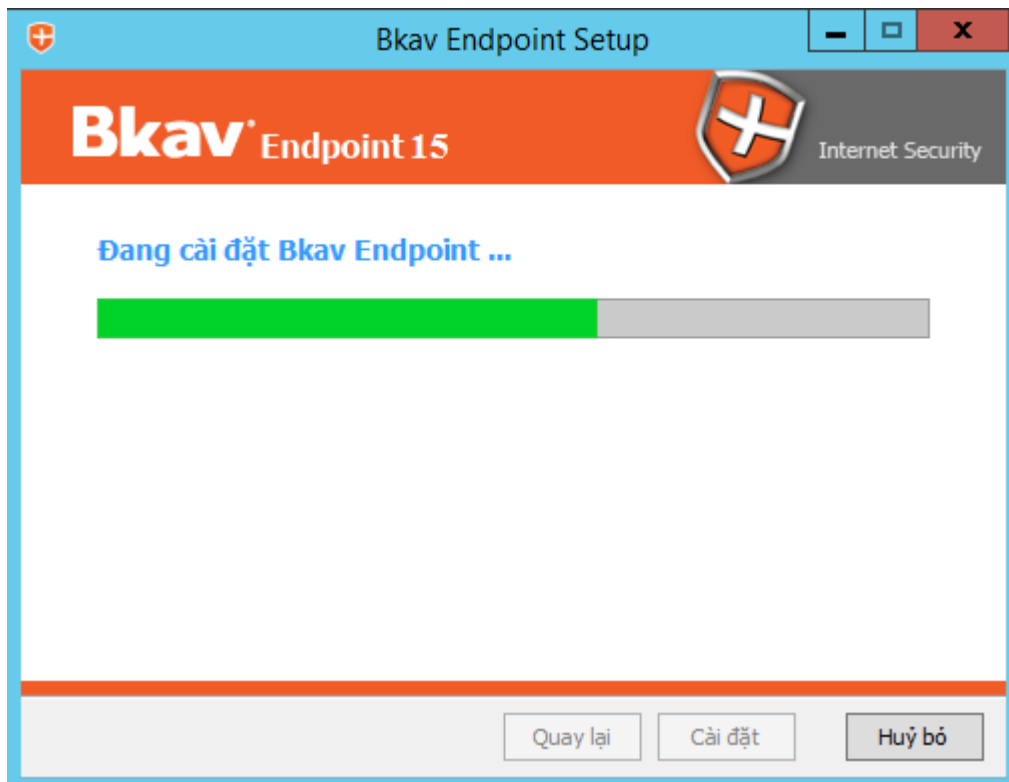 Bkav Endpoint Setup
Bkav Endpoint 15
Internet Security
Đang cài đặt Bkav Endpoint ...
Quay lại
Cài đặt
Huỷ bỏ